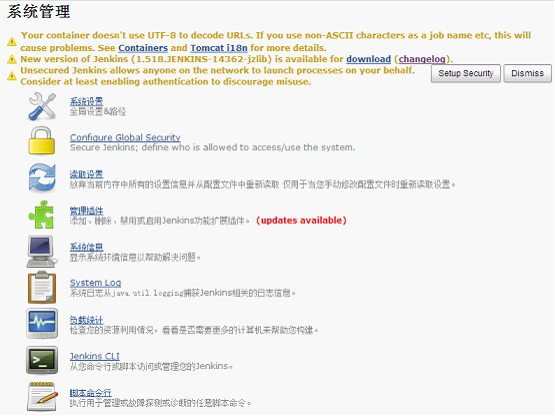 系统管理
Your container doesn't use UTF-8 to decode URLs. If you use non-ASCII characters as a job name etc, this will
cause problems. See Containers and Tomcat i18n for more details.
New version of Jenkins (1.518.JENKINS-14362-jzlib) is available for download (changelog).
Unsecured Jenkins allows anyone on the network to launch processes on your behalf.
Consider at least enabling authentication to discourage misuse.
Setup Security
Dismiss
系统设置
全局设置&路径
Configure Global Security
Secure Jenkins; define who is allowed to access/use the system.
读取设置
放弃当前内存中所有的设置信息并从配置文件中重新读取 仅用于当您手动修改配置文件时重新读取设置。
管理插件
添加、删除、禁用或启用Jenkins功能扩展插件。 (updates available)
系统信息
显示系统环境信息以帮助解决问题。
System Log
系统日志从java.util.logging捕获Jenkins相关的日志信息。
负载统计
检查您的资源利用情况，看看是否需要更多的计算机来帮助您构建。
Jenkins CLI
从您命令行或脚本访问或管理您的Jenkins。
脚本命令行
执行用于管理或故障探测或诊断的任意脚本命令。